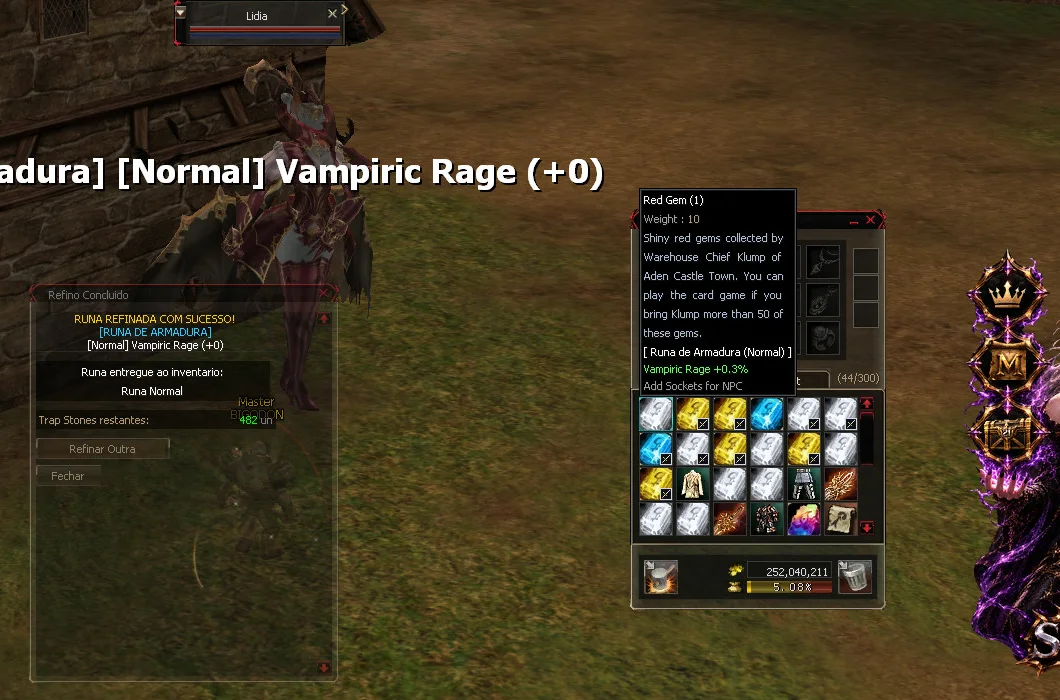 Lidia
adura] [Normal] Vampiric Rage (+0)
Refino Concluido
RUNA REFINADA COM SUCESSO!
[RUNA DE ARMADURA]
[Normal] Vampiric Rage (+0)
Runa entregue ao inventario:
Runa Normal
Master
BIGODON
Trap Stones restantes:
482 un
Refinar Outra
Fechar
Red Gem (1)
Weight : 10
Shiny red gems collected by
Warehouse Chief Klump of
Aden Castle Town. You can
play the card game if you
bring Klump more than 50 of
these gems.
[ Runa de Armadura (Normal) ]
Vampiric Rage +0.3%
Add Sockets for NPC
t
(44/300)
252,040,211
5.08%
M
S